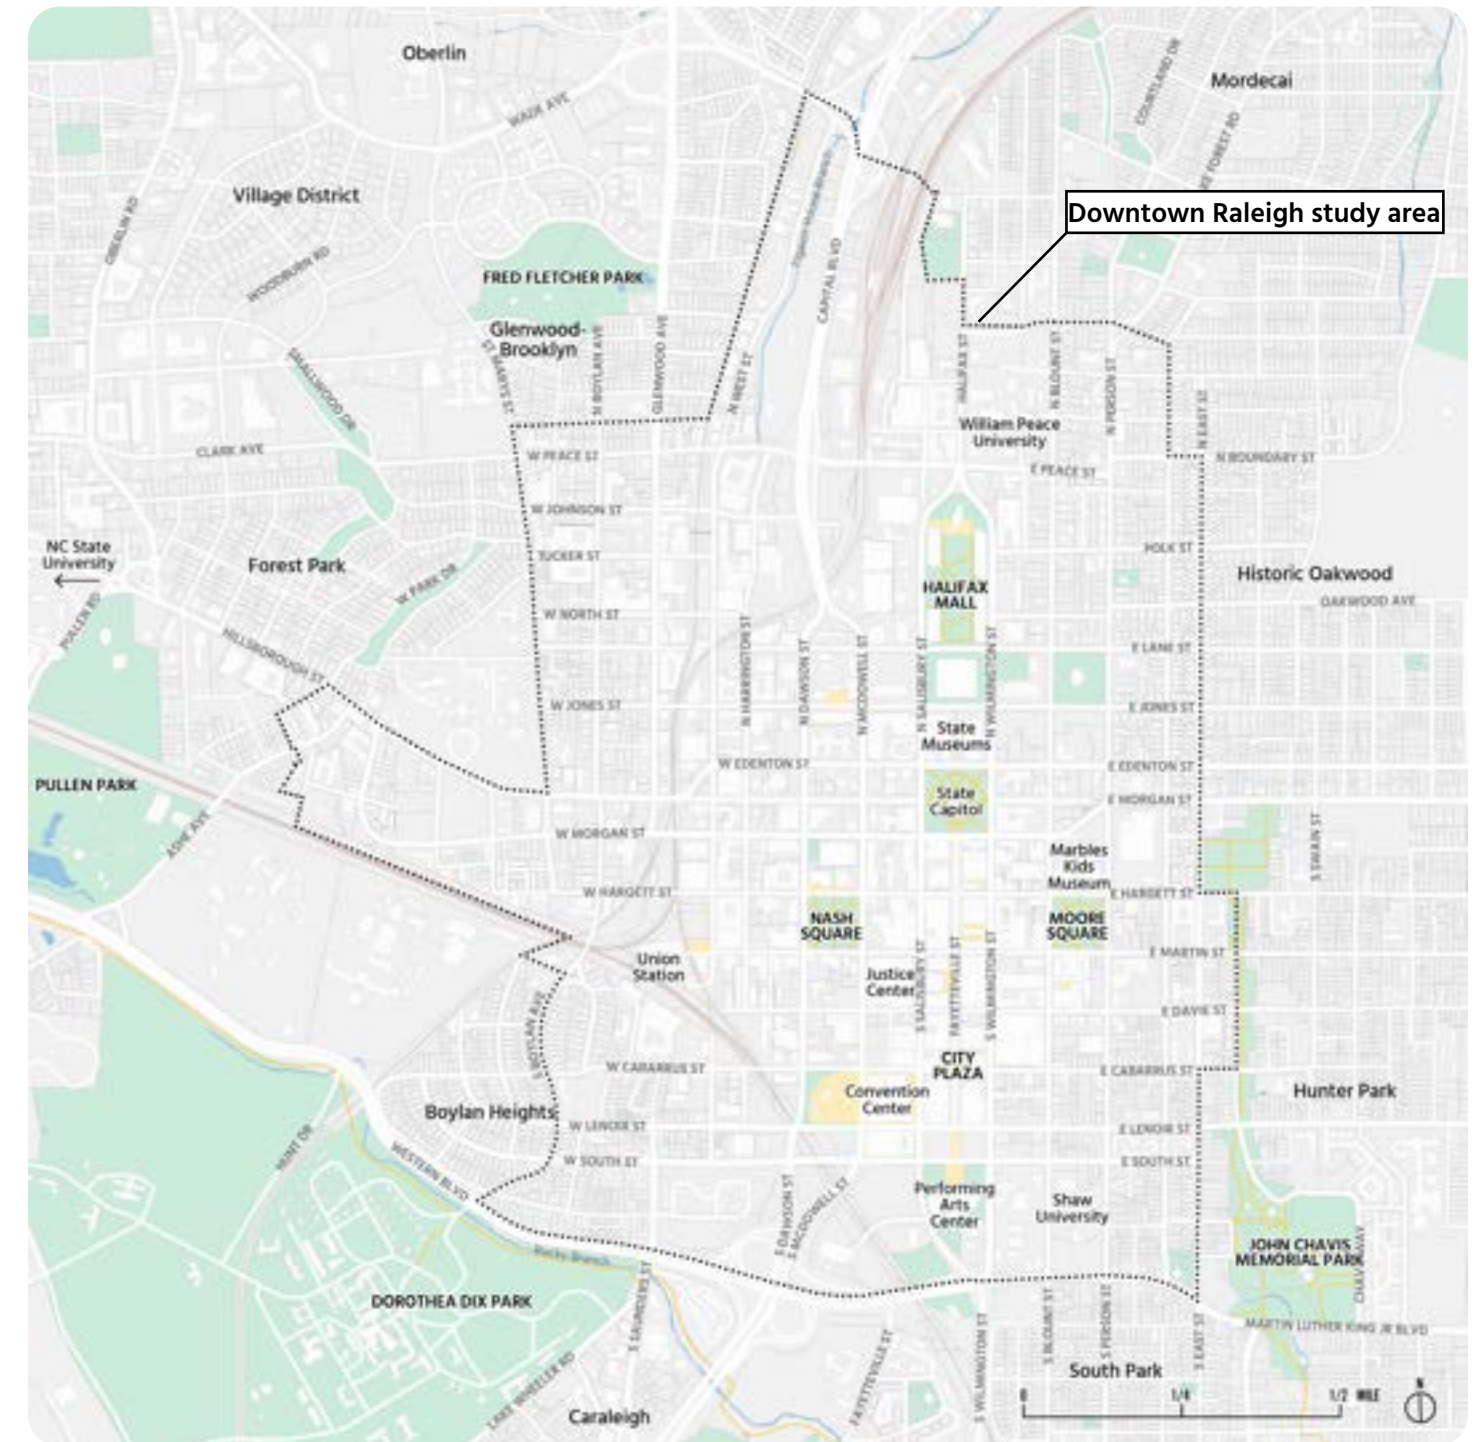 Oberlin
Mordecai
COURTLAND DR
WADE AVE
KE FOREST RD
Village District
OBERLIN RD
Downtown Raleigh study area
WOODBURN RD
FRED FLETCHER PARK
CAPITAL BLVD
Glenwood-
Brooklyn
ST MARYS ST
N BOYLAN AVE
GLENWOOD AVE
N WEST ST
SMALLWOOD DR
HALIFAX ST
N BLOUNT ST
N PERSON ST
N EAST ST
William Peace
University
CLARK AVE
W PEACE ST
E PEACE ST
N BOUNDARY ST
W JOHNSON ST
NC State
University
TUCKER ST
POLK ST
Forest Park
W PARK DR
HALIFAX
MALL
Historic Oakwood
OAKWOOD AVE
PULLEN RD
W NORTH ST
HILLSBOROUGH ST
N HARRINGTON ST
N DAWSON ST
N MCDOWELL ST
N SALISBURY ST
N WILMINGTON ST
E LANE ST
W JONES ST
E JONES ST
State
Museums
W EDENTON ST
E EDENTON ST
PULLEN PARK
State
Capitol
E MORGAN ST
ASHE AVE
W MORGAN ST
S SWAIN ST
Marbles
Kids
Museum
W HARGETT ST
E HARGETT ST
NASH
SQUARE
MOORE
SQUARE
E MARTIN ST
Union
Station
Justice
Center
S SALISBURY ST
FAYETTEVILLE ST
S WILMINGTON ST
E DAVIE ST
S BOYLAN AVE
W CABARRUS ST
CITY
PLAZA
E CABARRUS ST
Convention
Center
Hunter Park
Boylan Heights
W LENOIR ST
E LENOIR ST
HUNT DR
WESTERN BLVD
W SOUTH ST
E SOUTH ST
S DAWSON ST
S MCDOWELL ST
Performing
Arts
Center
Shaw
University
Rocky Branch
JOHN CHAVIS
MEMORIAL PARK
CHAVIS WAY
DOROTHEA DIX PARK
S SAUNDERS ST
MARTIN LUTHER KING JR BLVD
S BLOUNT ST
S PERSON ST
S EAST ST
S WILMINGTON ST
FAYETTEVILLE ST
South Park
LAKE WHEELER RD
Caraleigh
0
1/4
1/2 MILE
N